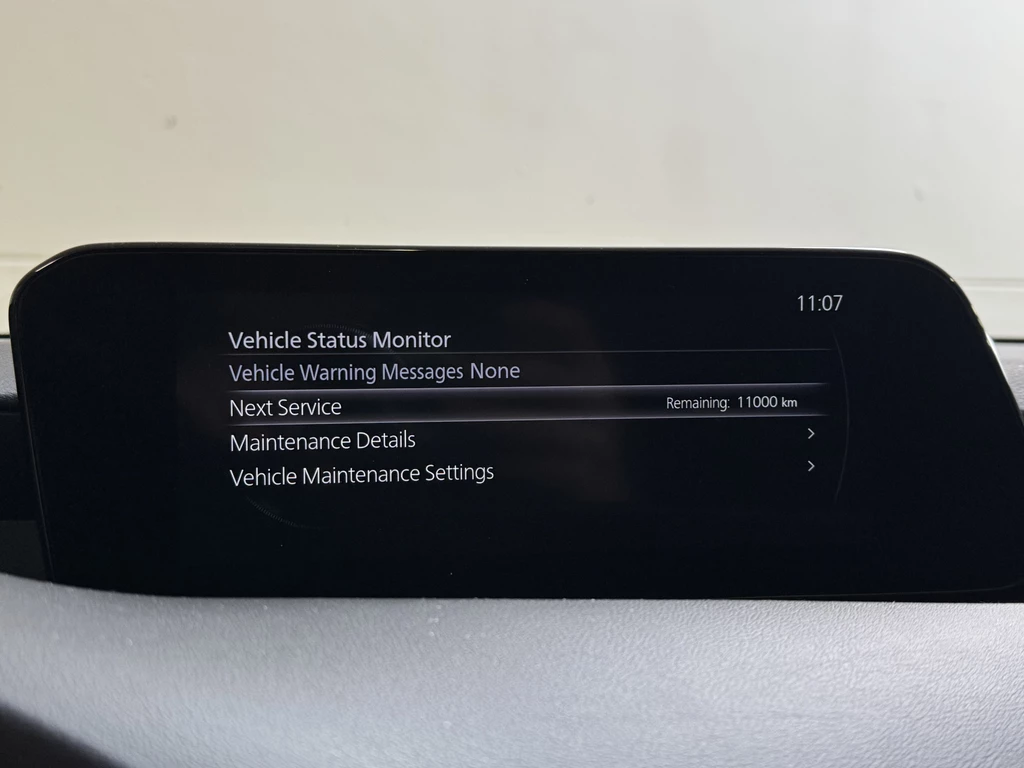 11:07
Vehicle Status Monitor
Vehicle Warning Messages None
Next Service Remaining: 11000 km
Maintenance Details >
Vehicle Maintenance Settings >